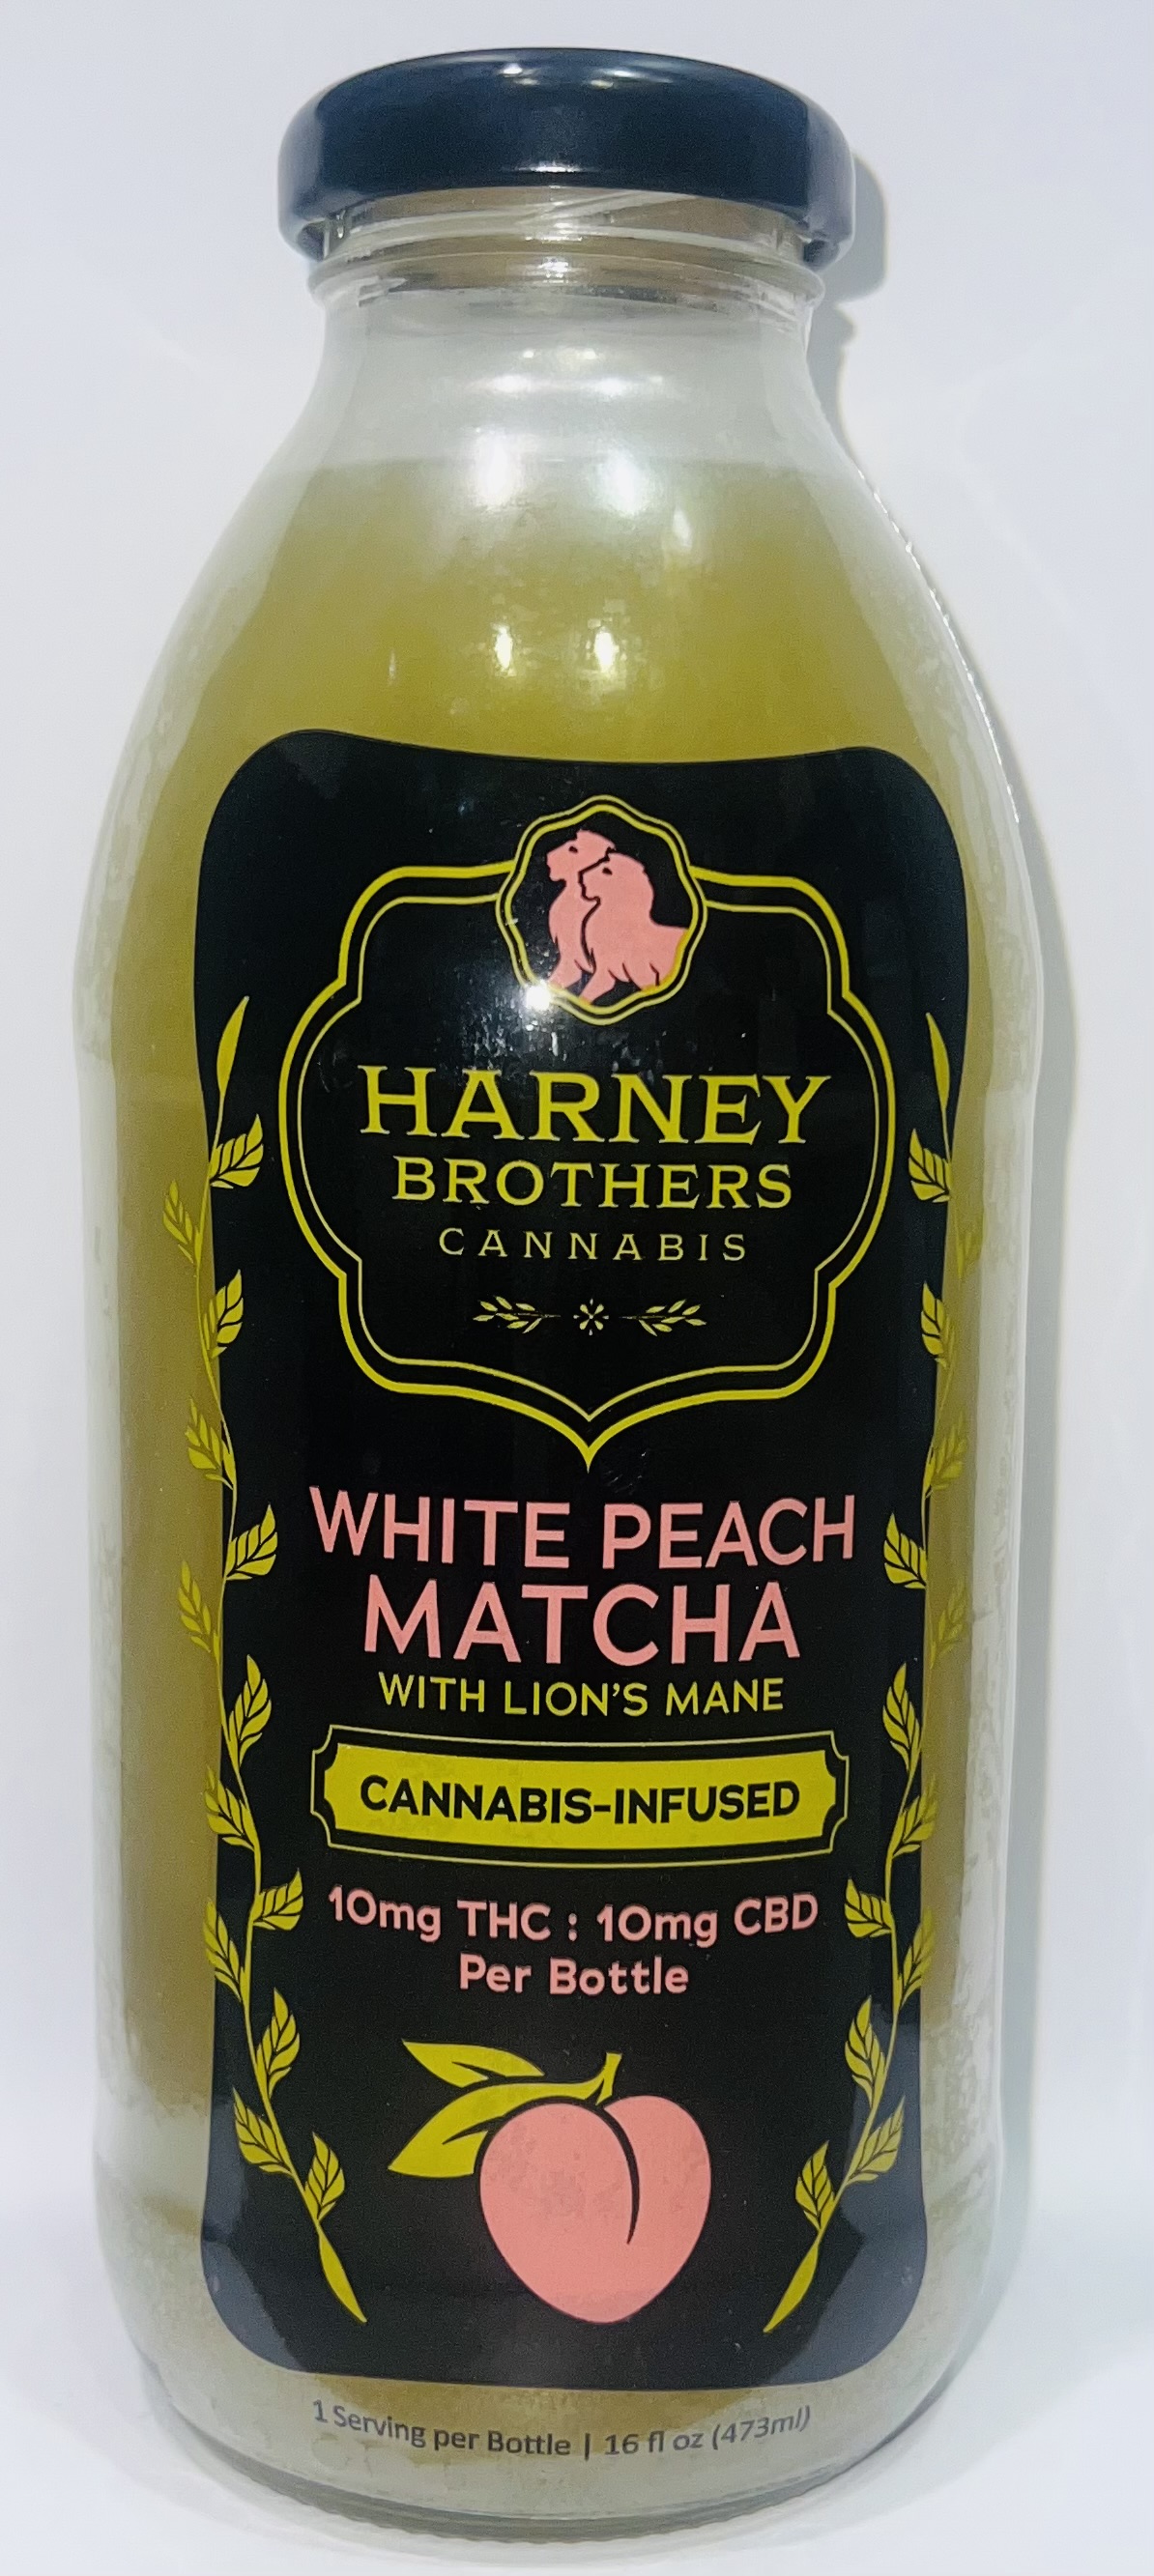 HARNEY
BROTHERS
CANNABIS
WHITE PEACH
MATCHA
WITH LION'S MANE
CANNABIS-INFUSED
10mg THC : 10mg CBD
Per Bottle
1 Serving per Bottle | 16 fl oz (473ml)